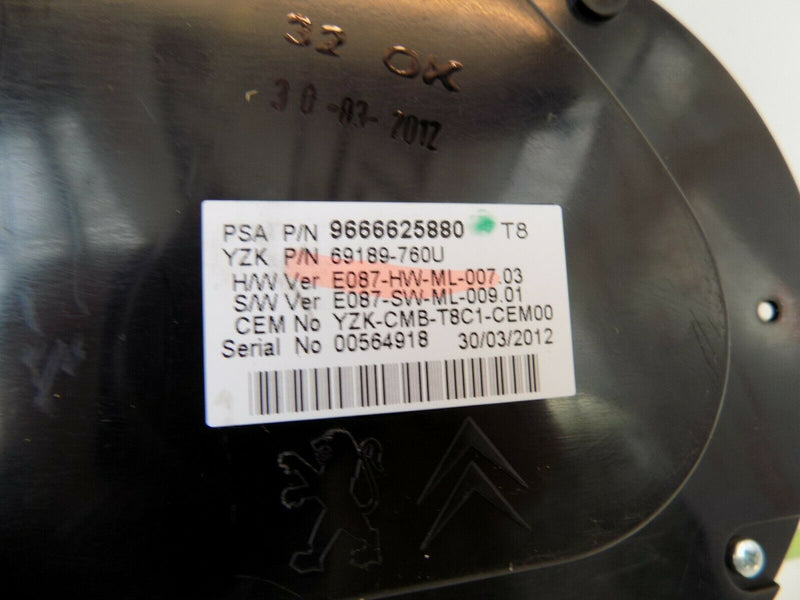 32 OK
30-03-2012
PSA P/N 9666625880 T8
YZK P/N 69189-760U
H/W Ver E087-HW-ML-007.03
S/W Ver E087-SW-ML-009.01
CEM No YZK-CMB-T8C1-CEM00
Serial No 00564918 30/03/2012